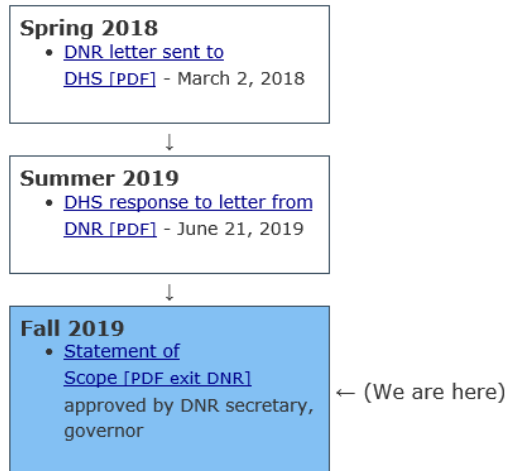 Spring 2018
• DNR letter sent to
DHS [PDF] - March 2, 2018
↓
Summer 2019
• DHS response to letter from
DNR [PDF] - June 21, 2019
↓
Fall 2019
• Statement of
Scope [PDF exit DNR]
approved by DNR secretary,
governor
← (We are here)